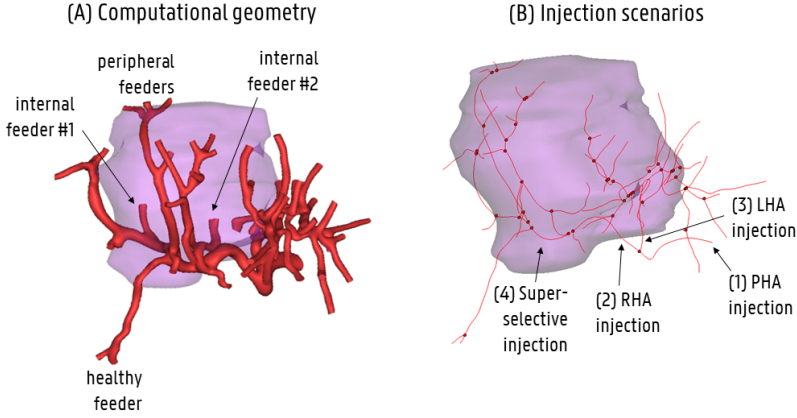 (A) Computational geometry
peripheral
feeders
internal
feeder #2
internal
feeder #1
healthy
feeder
(B) Injection scenarios
(3) LHA
injection
(1) PHA
injection
(2) RHA
injection
(4) Super-
selective
injection